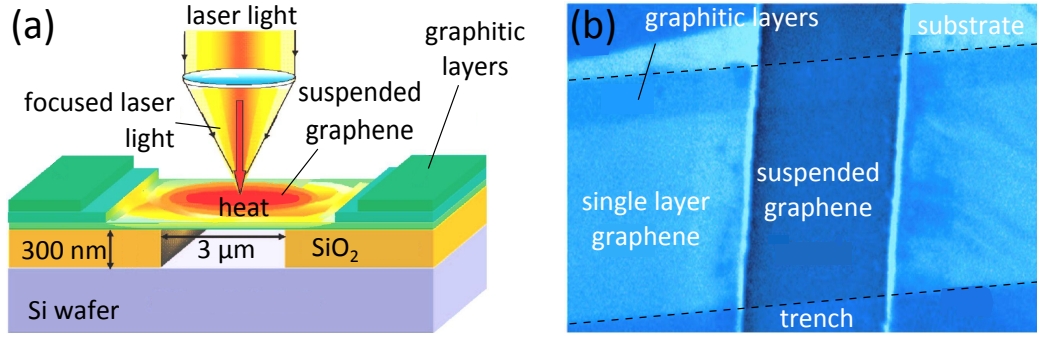 (a)
laser light
graphitic
layers
focused laser
light
suspended
graphene
heat
300 nm
3 µm
SiO2
Si wafer
(b)
graphitic layers
substrate
single layer
graphene
suspended
graphene
trench